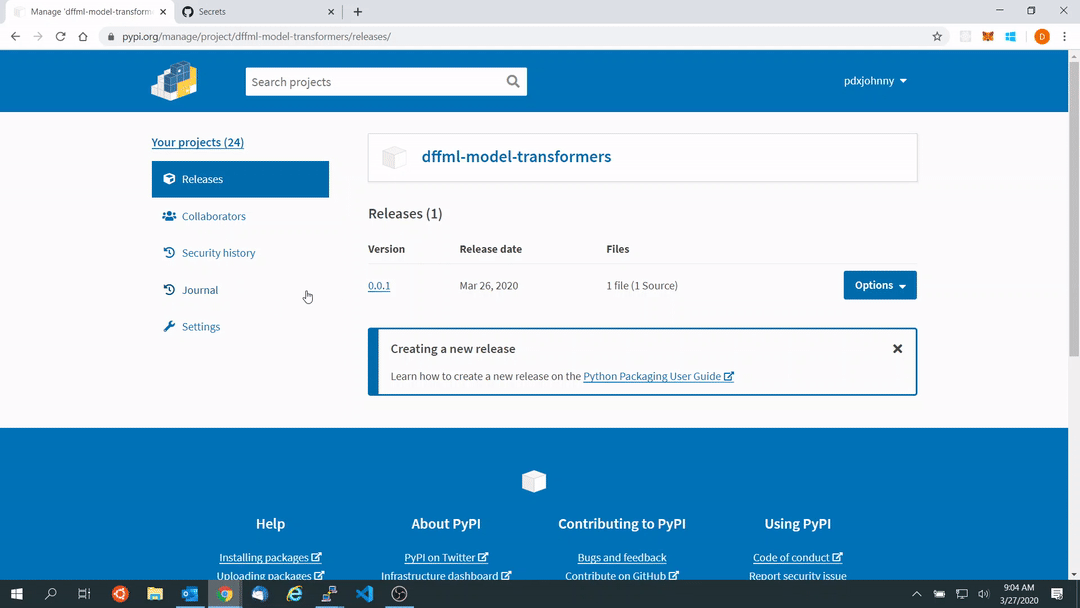 Manage 'dffml-model-transform
Secrets
pypi.org/manage/project/dffml-model-transformers/releases/
D
Search projects
pdxjohnny
Your projects (24)
Releases
Collaborators
Security history
Journal
Settings
dffml-model-transformers
Releases (1)
Version Release date Files
0.0.1 Mar 26, 2020 1 file (1 Source) Options
Creating a new release
Learn how to create a new release on the Python Packaging User Guide
Help About PyPI Contributing to PyPI Using PyPI
Installing packages PyPI on Twitter Bugs and feedback Code of conduct
Uploading packages Infrastructure dashboard Contribute on GitHub Report security issue
9:04 AM
3/27/2020